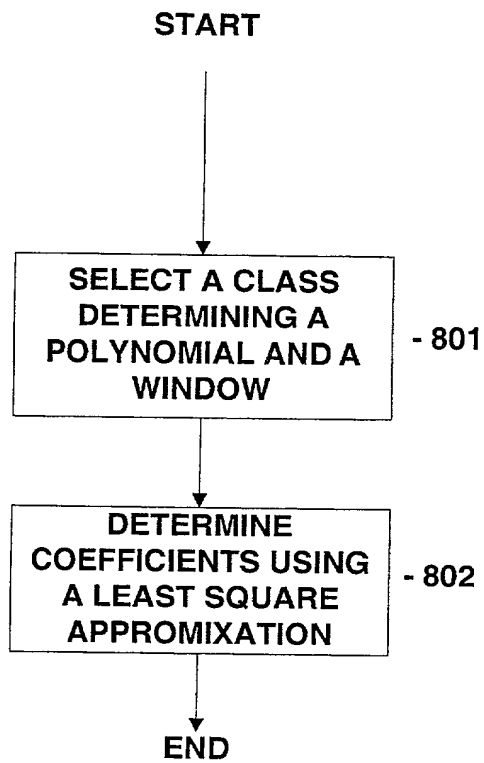 START
SELECT A CLASS
DETERMINING A
POLYNOMIAL AND A
WINDOW
- 801
DETERMINE
COEFFICIENTS USING
A LEAST SQUARE
APPROMIXATION
- 802
END